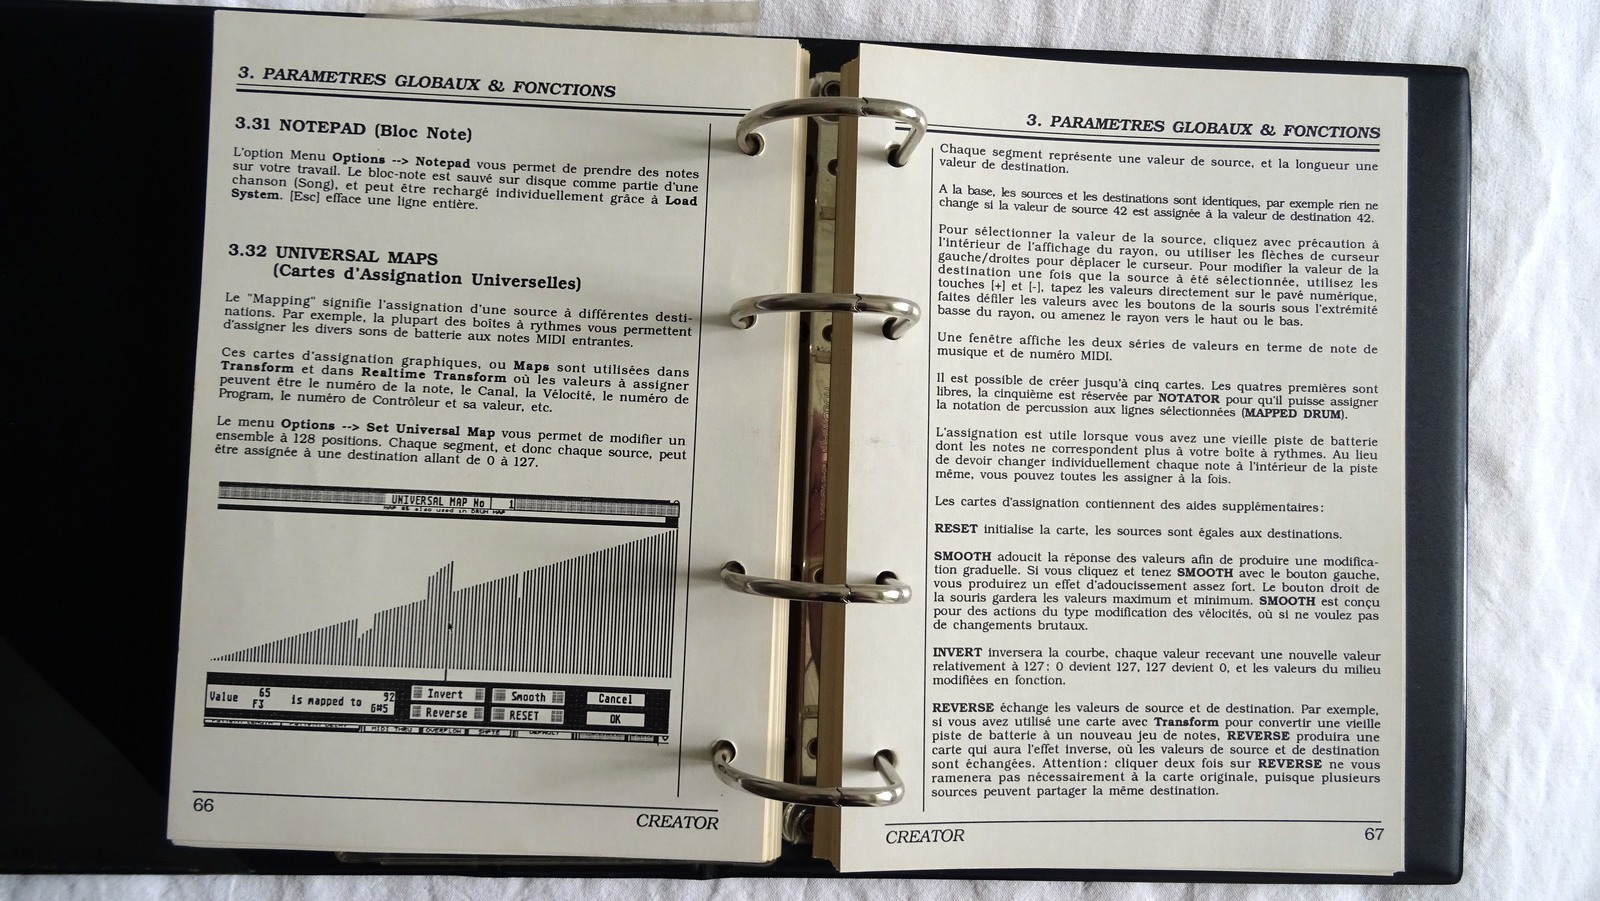 3. PARAMETRES GLOBAUX & FONCTIONS
3.31 NOTEPAD (Bloc Note)
L'option Menu Options --> Notepad vous permet de prendre des notes
sur votre travail. Le bloc-note est sauvé sur disque comme partie d'une
chanson (Song), et peut être rechargé individuellement grâce à Load
System. [Esc] efface une ligne entière.
3.32 UNIVERSAL MAPS
(Cartes d'Assignation Universelles)
Le "Mapping" signifie l'assignation d'une source à différentes desti-
nations. Par exemple, la plupart des boîtes à rythmes vous permettent
d'assigner les divers sons de batterie aux notes MIDI entrantes.
Ces cartes d'assignation graphiques, ou Maps sont utilisées dans
Transform et dans Realtime Transform où les valeurs à assigner
peuvent être le numéro de la note, le Canal, la Vélocité, le numéro de
Program, le numéro de Contrôleur et sa valeur, etc.
Le menu Options --> Set Universal Map vous permet de modifier un
ensemble à 128 positions. Chaque segment, et donc chaque source, peut
être assignée à une destination allant de 0 à 127.
UNIVERSAL MAP No 1
MAP #5 also used in DRUM MAP
Value 65 is mapped to 92
F3 G#5
Invert Smooth Cancel
Reverse RESET OK
MIDI THRU OVERFLOW SMPTE DEFAULT
66
CREATOR
3. PARAMETRES GLOBAUX & FONCTIONS
Chaque segment représente une valeur de source, et la longueur une
valeur de destination.
A la base, les sources et les destinations sont identiques, par exemple rien ne
change si la valeur de source 42 est assignée à la valeur de destination 42.
Pour sélectionner la valeur de la source, cliquez avec précaution à
l'intérieur de l'affichage du rayon, ou utiliser les flèches de curseur
gauche/droites pour déplacer le curseur. Pour modifier la valeur de la
destination une fois que la source à été sélectionnée, utilisez les
touches [+] et [-], tapez les valeurs directement sur le pavé numérique,
faites défiler les valeurs avec les boutons de la souris sous l'extrémité
basse du rayon, ou amenez le rayon vers le haut ou le bas.
Une fenêtre affiche les deux séries de valeurs en terme de note de
musique et de numéro MIDI.
Il est possible de créer jusqu'à cinq cartes. Les quatres premières sont
libres, la cinquième est réservée par NOTATOR pour qu'il puisse assigner
la notation de percussion aux lignes sélectionnées (MAPPED DRUM).
L'assignation est utile lorsque vous avez une vieille piste de batterie
dont les notes ne correspondent plus à votre boîte à rythmes. Au lieu
de devoir changer individuellement chaque note à l'intérieur de la piste
même, vous pouvez toutes les assigner à la fois.
Les cartes d'assignation contiennent des aides supplémentaires:
RESET initialise la carte, les sources sont égales aux destinations.
SMOOTH adoucit la réponse des valeurs afin de produire une modifica-
tion graduelle. Si vous cliquez et tenez SMOOTH avec le bouton gauche,
vous produirez un effet d'adoucissement assez fort. Le bouton droit de
la souris gardera les valeurs maximum et minimum. SMOOTH est conçu
pour des actions du type modification des vélocités, où si ne voulez pas
de changements brutaux.
INVERT inversera la courbe, chaque valeur recevant une nouvelle valeur
relativement à 127: 0 devient 127, 127 devient 0, et les valeurs du milieu
modifiées en fonction.
REVERSE échange les valeurs de source et de destination. Par exemple,
si vous avez utilisé une carte avec Transform pour convertir une vieille
piste de batterie à un nouveau jeu de notes, REVERSE produira une
carte qui aura l'effet inverse, où les valeurs de source et de destination
sont échangées. Attention: cliquer deux fois sur REVERSE ne vous
ramenera pas nécessairement à la carte originale, puisque plusieurs
sources peuvent partager la même destination.
CREATOR
67